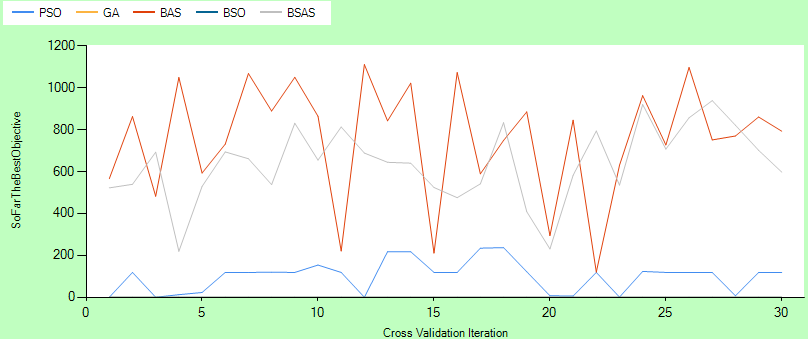 PSO GA BAS BSO BSAS
1200
1000
800
600
400
200
0
SoFarTheBestObjective
0 5 10 15 20 25 30
Cross Validation Iteration